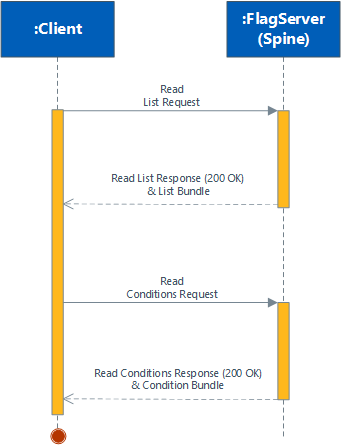 :Client
:FlagServer
(Spine)
Read
List Request
Read List Response (200 OK)
& List Bundle
Read
Conditions Request
Read Conditions Response (200 OK)
& Condition Bundle